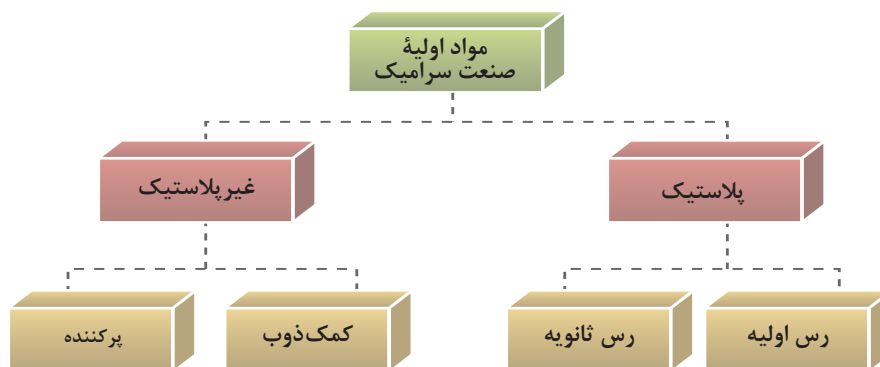 مواد اولیهٔ
صنعت سرامیک
پلاستیک
غیرپلاستیک
رس اولیه
رس ثانویه
کمک‌ذوب
پرکننده